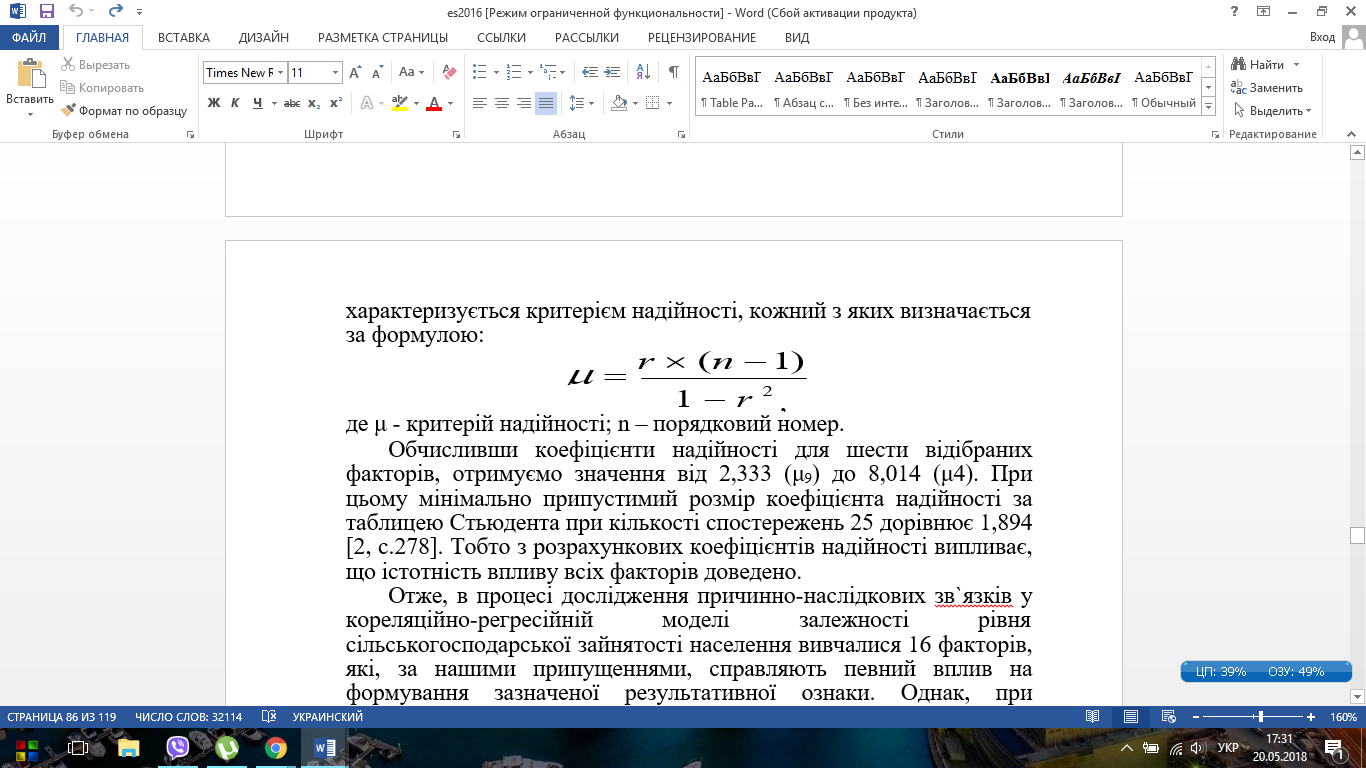 es2016 [Режим ограниченной функциональности] - Word (Сбой активации продукта)
ФАЙЛ ГЛАВНАЯ ВСТАВКА ДИЗАЙН РАЗМЕТКА СТРАНИЦЫ ССЫЛКИ РАССЫЛКИ РЕЦЕНЗИРОВАНИЕ ВИД Вход
Вставить
Вырезать
Копировать
Формат по образцу
Буфер обмена
Times New R 11
Ж К Ч abc x₂ x²
Шрифт
Абзац
АаБбВвГ АаБбВвГ АаБбВвГ АаБбВвГ АаБбВвІ АаБбВвІ АаБбВвГ
¶ Table Pa... ¶ Абзац с... ¶ Без инте... ¶ Заголов... ¶ Заголов... ¶ Заголов... ¶ Обычный
Стили
Найти
Заменить
Выделить
Редактирование
характеризується критерієм надійності, кожний з яких визначається
за формулою:
μ = r × (n − 1) / 1 − r ²,
де μ - критерій надійності; n – порядковий номер.
Обчисливши коефіцієнти надійності для шести відібраних
факторів, отримуємо значення від 2,333 (μ₉) до 8,014 (μ4). При
цьому мінімально припустимий розмір коефіцієнта надійності за
таблицею Стьюдента при кількості спостережень 25 дорівнює 1,894
[2, с.278]. Тобто з розрахункових коефіцієнтів надійності випливає,
що істотність впливу всіх факторів доведено.
Отже, в процесі дослідження причинно-наслідкових зв`язків у
кореляційно-регресійній моделі залежності рівня
сільськогосподарської зайнятості населення вивчалися 16 факторів,
які, за нашими припущеннями, справляють певний вплив на
формування зазначеної результативної ознаки. Однак, при
ЦП: 39% ОЗУ: 49%
СТРАНИЦА 86 ИЗ 119 ЧИСЛО СЛОВ: 32114 УКРАИНСКИЙ 160%
УКР 17:31
20.05.2018
1